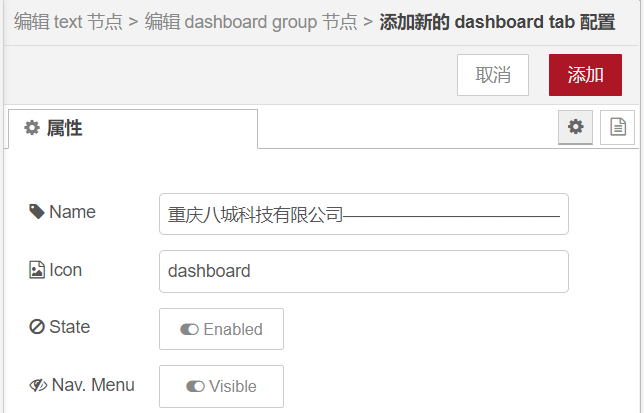 编辑 text 节点 > 编辑 dashboard group 节点 > 添加新的 dashboard tab 配置
取消 添加
属性
Name 重庆八城科技有限公司————————————
Icon dashboard
State Enabled
Nav. Menu Visible